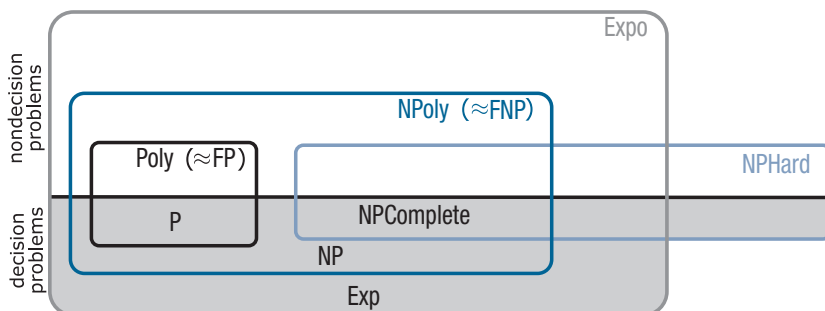 Expo
nondecision
problems
NPoly (≈FNP)
Poly (≈FP)
NPHard
P
NPComplete
decision
problems
NP
Exp